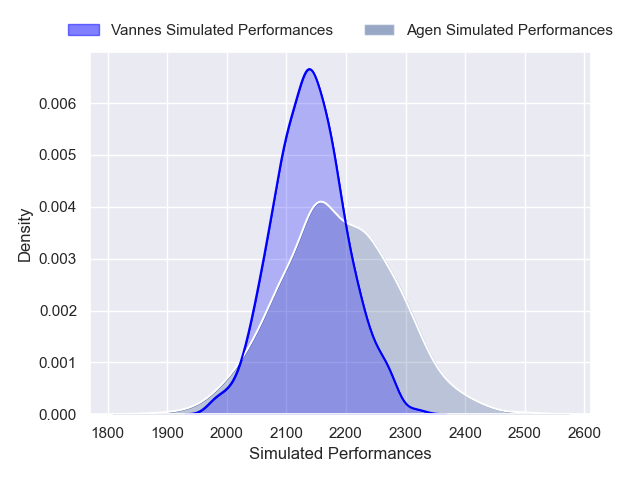 Vannes Simulated Performances Agen Simulated Performances
0.006
0.005
0.004
0.003
0.002
0.001
0.000
Density
1800 1900 2000 2100 2200 2300 2400 2500 2600
Simulated Performances